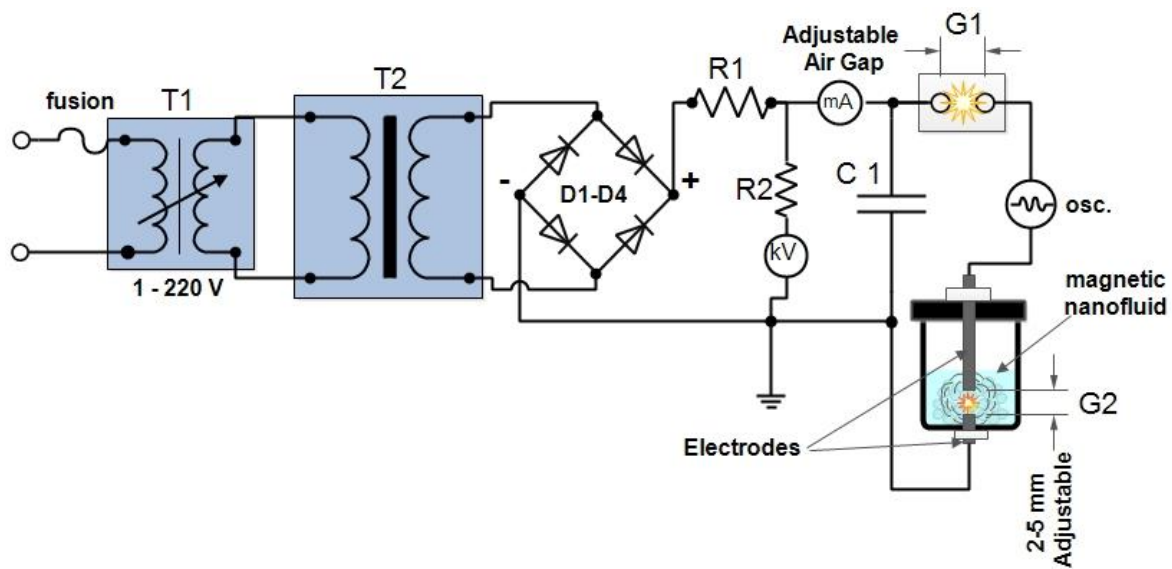 fusion
T1
1 - 220 V
T2
-
D1-D4
+
R1
R2
kV
Adjustable
Air Gap
mA
C 1
G1
osc.
magnetic
nanofluid
G2
Electrodes
2-5 mm
Adjustable